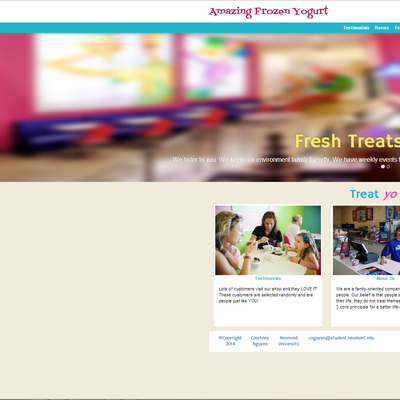 Amazing Frozen Yogurt
Testimonials Flavors
Fresh Treats
We tailor to you. We keep our environment family friendly. We have weekly events f
Treat yo
Testimonials
Lots of customers visit our shop and they LOVE IT!
These customers are selected randomly and are
people just like YOU!
About Us
We are a family-oriented compan
people. Our belief is that people a
their life, they do not treat themse
3 core principals for a better life-
©Copyright 2014
Courtney Nguyen
Neumont University
cnguyen@student.neumont.edu